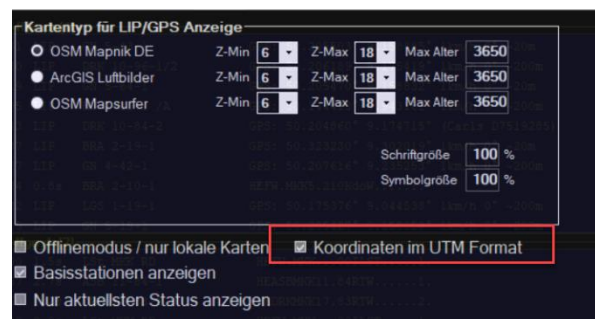 Kartentyp für LIP/GPS Anzeige
OSM Mapnik DE Z-Min 6 Z-Max 18 Max Alter 3650
ArcGIS Luftbilder Z-Min 6 Z-Max 18 Max Alter 3650
OSM Mapsurfer Z-Min 6 Z-Max 18 Max Alter 3650
Schriftgröße 100 %
Symbolgröße 100 %
Offlinemodus / nur lokale Karten Koordinaten im UTM Format
Basisstationen anzeigen
Nur aktuellsten Status anzeigen